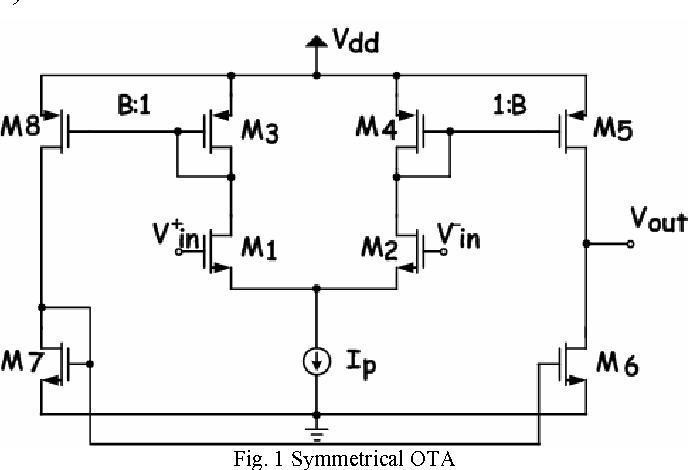 Vdd
B:1
1:B
M8
M3
M4
M5
V+in
M1
M2
V-in
Vout
M7
Ip
M6
Fig. 1 Symmetrical OTA